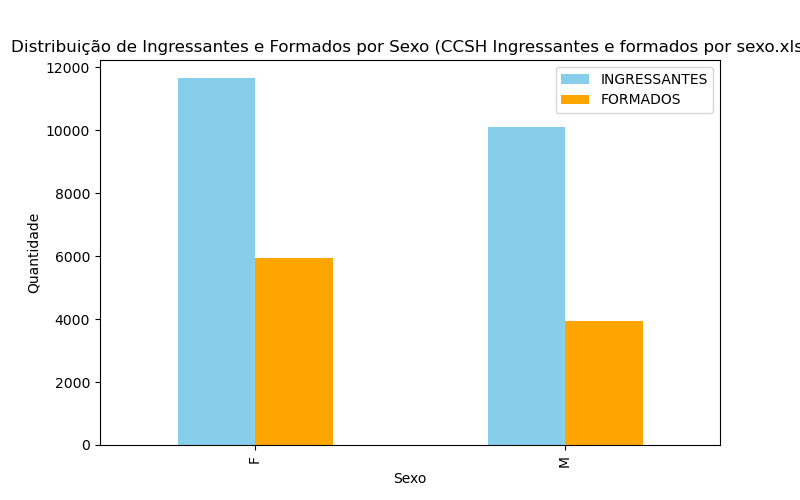 Distribuição de Ingressantes e Formados por Sexo (CCSH Ingressantes e formados por sexo.xls
INGRESSANTES
FORMADOS
12000
10000
8000
6000
4000
2000
0
Quantidade
F
M
Sexo